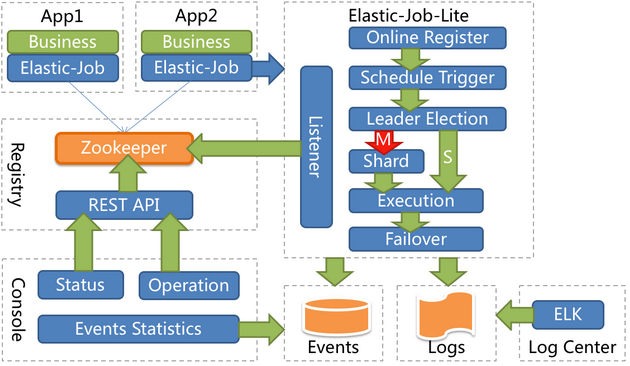 App1
Business
Elastic-Job
App2
Business
Elastic-Job
Elastic-Job-Lite
Online Register
Schedule Trigger
Leader Election
M
S
Shard
Execution
Failover
Listener
Registry
Zookeeper
REST API
Console
Status
Operation
Events Statistics
Events
Logs
ELK
Log Center